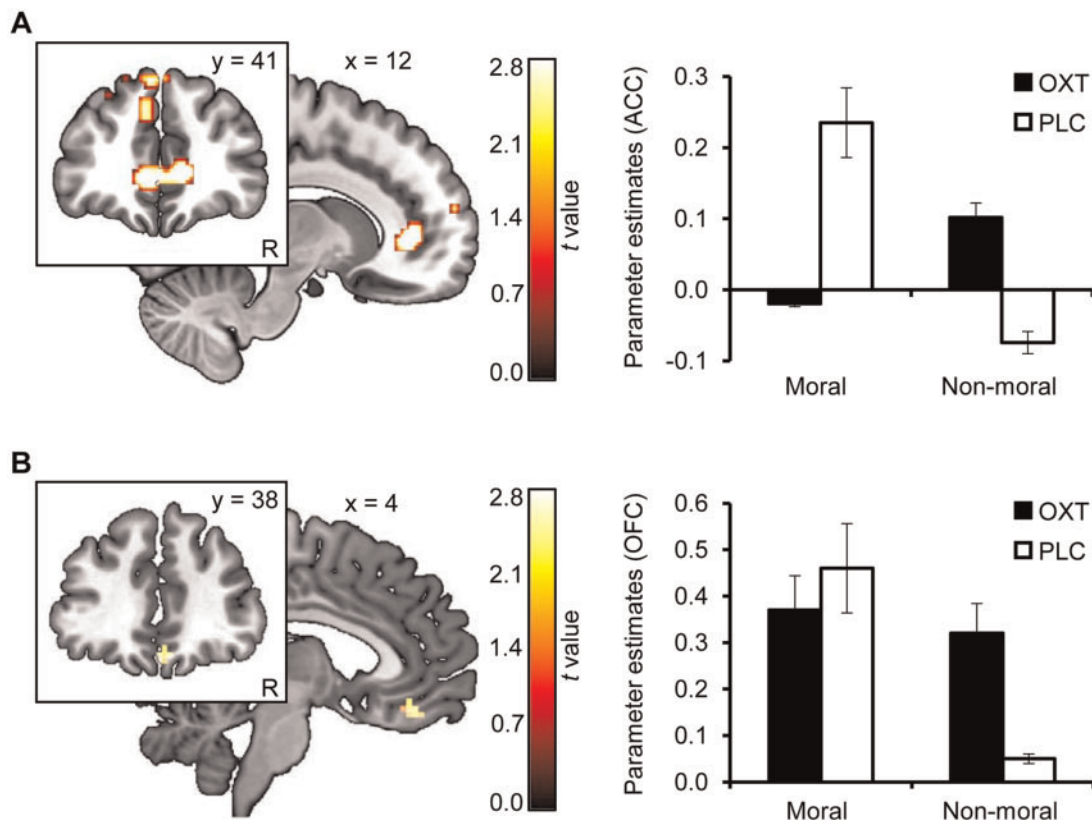 A
y = 41
x = 12
R
2.8
2.1
1.4
0.7
0.0
t value
Parameter estimates (ACC)
0.3
0.2
0.1
0.0
-0.1
OXT
PLC
Moral
Non-moral
B
y = 38
x = 4
R
2.8
2.1
1.4
0.7
0.0
t value
Parameter estimates (OFC)
0.6
0.5
0.4
0.3
0.2
0.1
0.0
OXT
PLC
Moral
Non-moral